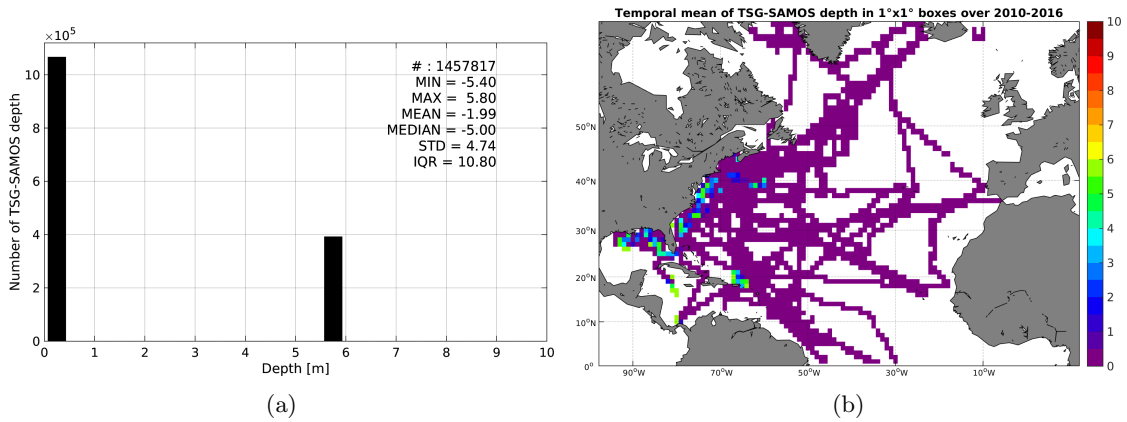 Number of TSG-SAMOS depth
×10⁵
10
8
6
4
2
0
0 1 2 3 4 5 6 7 8 9 10
Depth [m]
# : 1457817
MIN = -5.40
MAX = 5.80
MEAN = -1.99
MEDIAN = -5.00
STD = 4.74
IQR = 10.80
(a)
Temporal mean of TSG-SAMOS depth in 1°x1° boxes over 2010-2016
50°N
40°N
30°N
20°N
10°N
0°
90°W 70°W 50°W 30°W 10°W
10
9
8
7
6
5
4
3
2
1
0
(b)